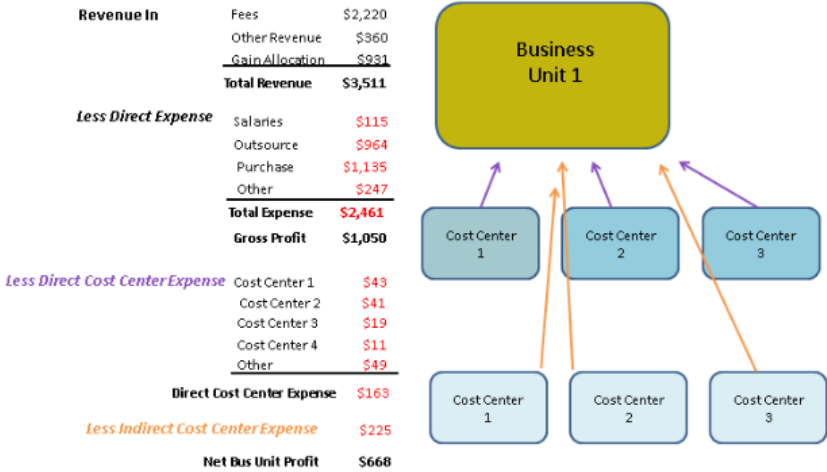 Revenue In Fees $2,220
Other Revenue $360
Gain Allocation $931
Total Revenue $3,511
Less Direct Expense Salaries $115
Outsource $964
Purchase $1,135
Other $247
Total Expense $2,461
Gross Profit $1,050
Less Direct Cost Center Expense Cost Center 1 $43
Cost Center 2 $41
Cost Center 3 $19
Cost Center 4 $11
Other $49
Direct Cost Center Expense $163
Less Indirect Cost Center Expense $225
Net Bus Unit Profit $668
Business
Unit 1
Cost Center
1
Cost Center
2
Cost Center
3
Cost Center
1
Cost Center
2
Cost Center
3